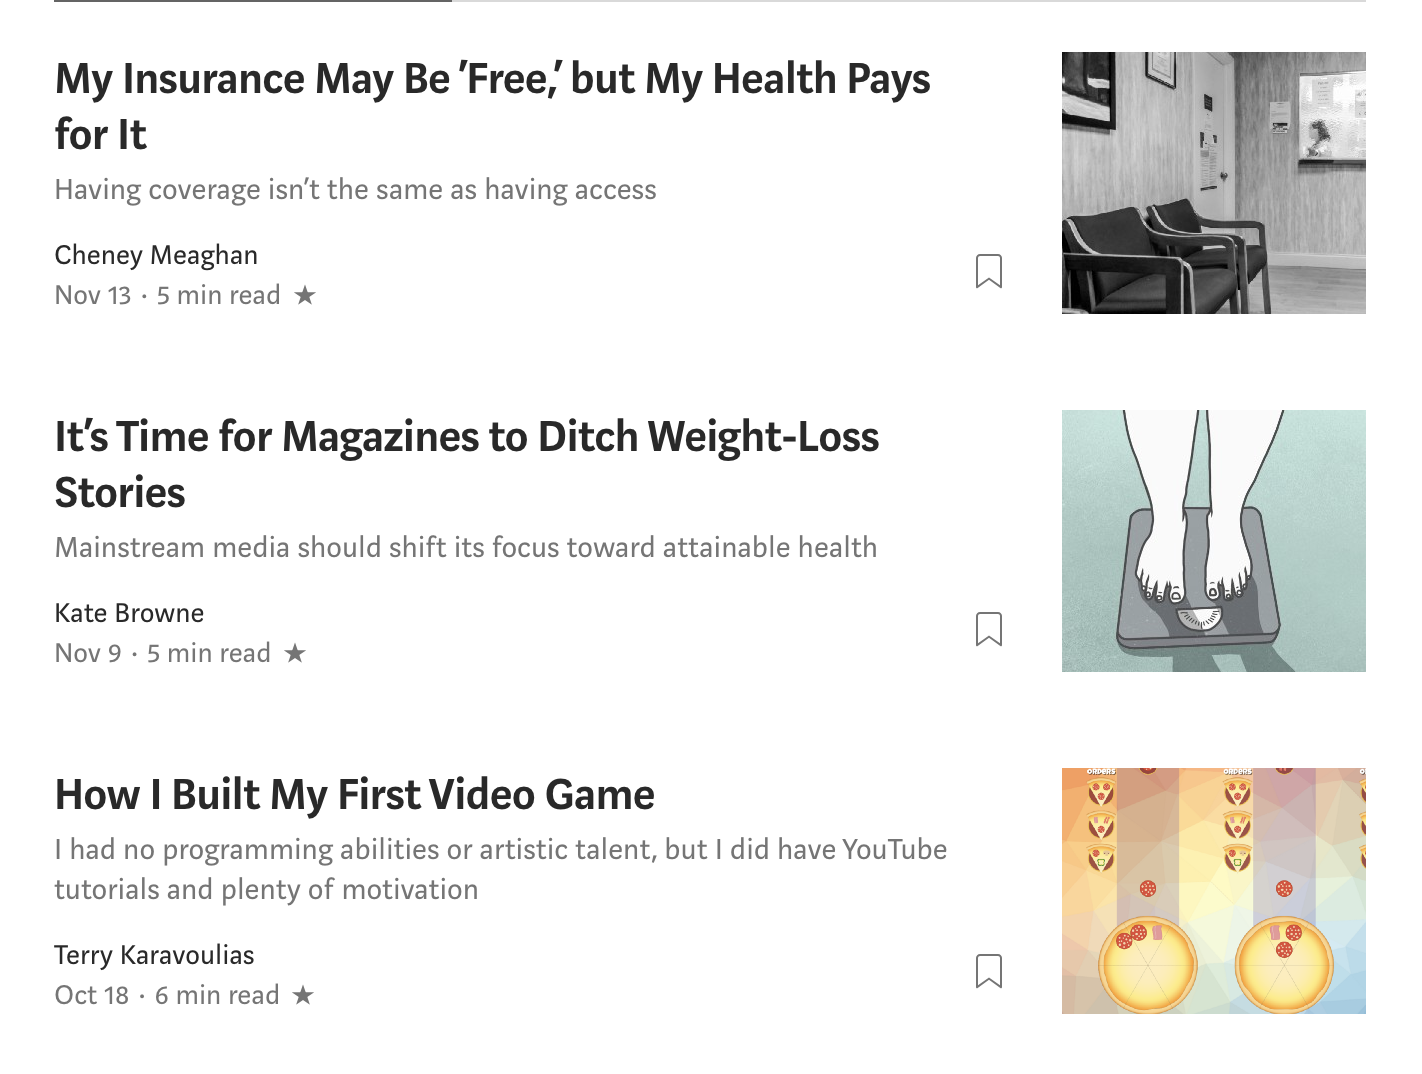 My Insurance May Be ′Free,′ but My Health Pays
for It
Having coverage isn’t the same as having access
Cheney Meaghan
Nov 13 · 5 min read ★
It’s Time for Magazines to Ditch Weight-Loss
Stories
Mainstream media should shift its focus toward attainable health
Kate Browne
Nov 9 · 5 min read ★
How I Built My First Video Game
ORDERS ORDERS
I had no programming abilities or artistic talent, but I did have YouTube
tutorials and plenty of motivation
Terry Karavoulias
Oct 18 · 6 min read ★